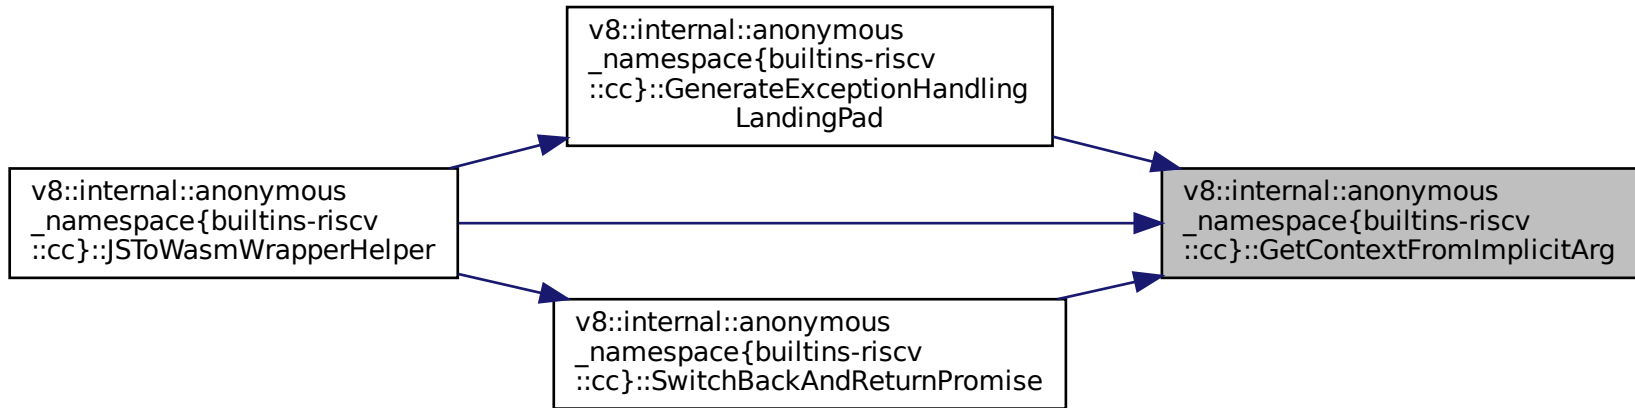 v8::internal::anonymous
_namespace{builtins-riscv
::cc}::GenerateExceptionHandling
LandingPad
v8::internal::anonymous
_namespace{builtins-riscv
::cc}::JSToWasmWrapperHelper
v8::internal::anonymous
_namespace{builtins-riscv
::cc}::GetContextFromImplicitArg
v8::internal::anonymous
_namespace{builtins-riscv
::cc}::SwitchBackAndReturnPromise